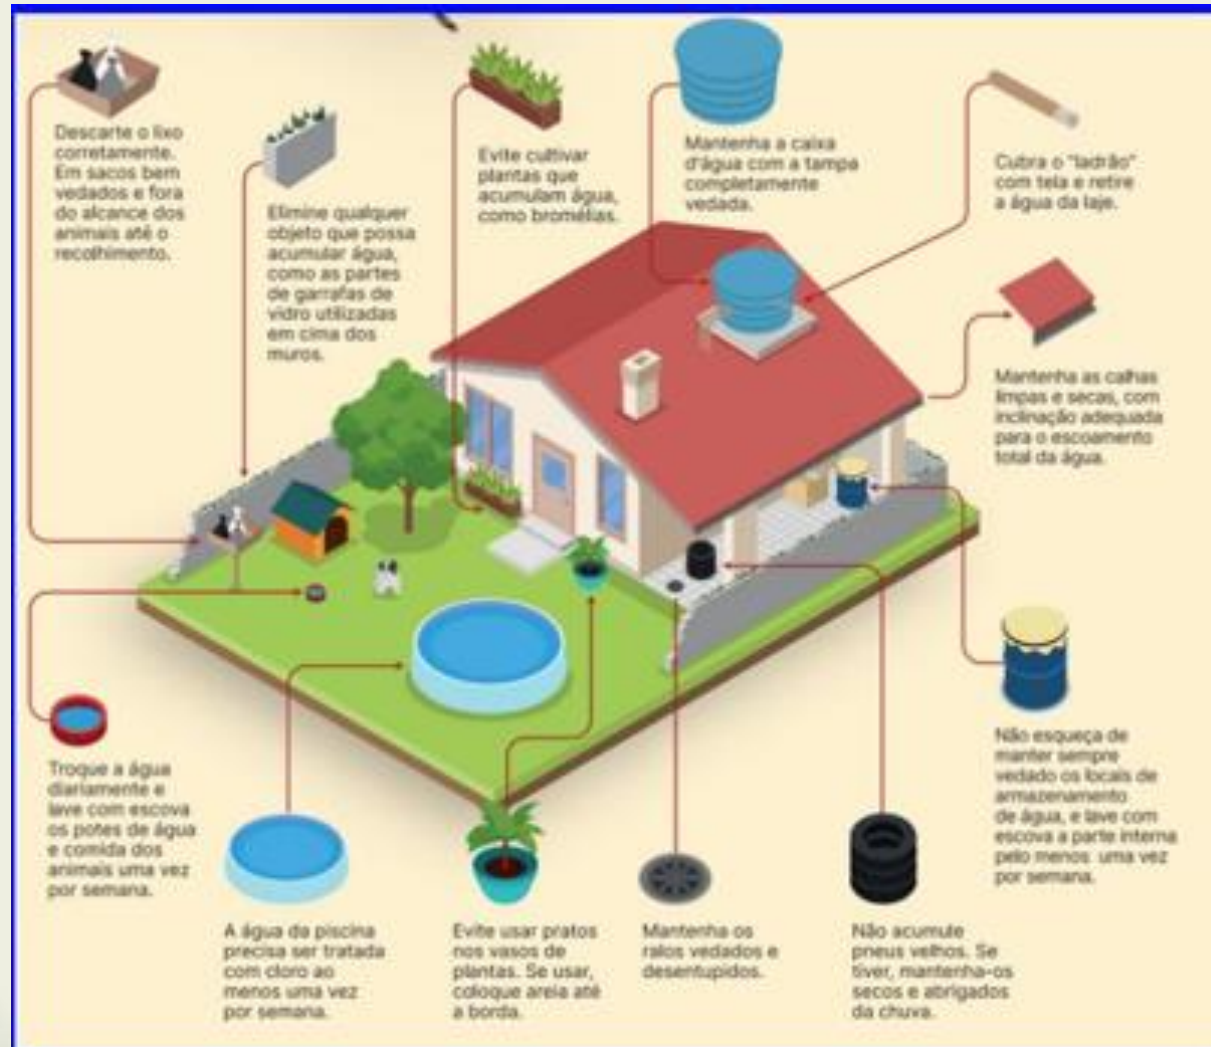 Descarte o lixo
corretamente.
Em sacos bem
vedados e fora
do alcance dos
animais até o
recolhimento.
Elimine qualquer
objeto que possa
acumular água,
como as partes
de garrafas de
vidro utilizadas
em cima dos
muros.
Evite cultivar
plantas que
acumulam água,
como bromélias.
Mantenha a caixa
d'água com a tampa
completamente
vedada.
Cubra o "ladrão"
com tela e retire
a água da laje.
Mantenha as calhas
limpas e secas, com
inclinação adequada
para o escoamento
total da água.
Troque a água
diariamente e
lave com escova
os potes de água
e comida dos
animais uma vez
por semana.
A água da piscina
precisa ser tratada
com cloro ao
menos uma vez
por semana.
Evite usar pratos
nos vasos de
plantas. Se usar,
coloque areia até
a borda.
Mantenha os
ralos vedados e
desentupidos.
Não acumule
pneus velhos. Se
tiver, mantenha-os
secos e abrigados
da chuva.
Não esqueça de
manter sempre
vedado os locais de
armazenamento
de água, e lave com
escova a parte interna
pelo menos uma vez
por semana.